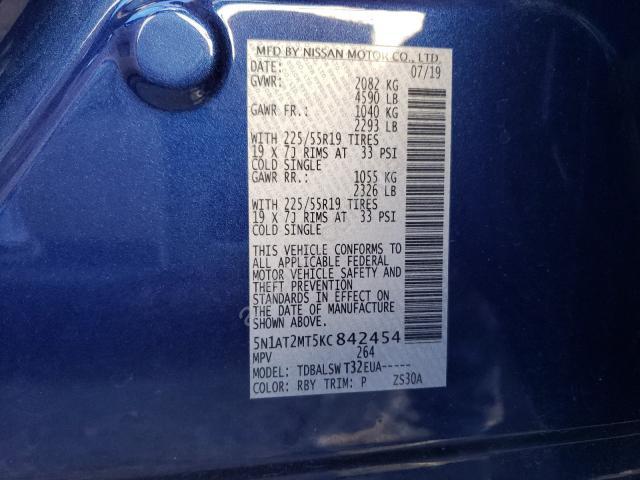 MFD BY NISSAN MOTOR CO., LTD.
DATE: 07/19
GVWR: 2082 KG
4590 LB
GAWR FR.: 1040 KG
2293 LB
WITH 225/55R19 TIRES
19 X 7J RIMS AT 33 PSI
COLD SINGLE
GAWR RR.: 1055 KG
2326 LB
WITH 225/55R19 TIRES
19 X 7J RIMS AT 33 PSI
COLD SINGLE
THIS VEHICLE CONFORMS TO
ALL APPLICABLE FEDERAL
MOTOR VEHICLE SAFETY AND
THEFT PREVENTION
STANDARDS IN EFFECT ON
THE DATE OF MANUFACTURE
SHOWN ABOVE.
5N1AT2MT5KC842454
MPV 264
MODEL: TDBALSWT32EUA-----
COLOR: RBY TRIM: P ZS30A